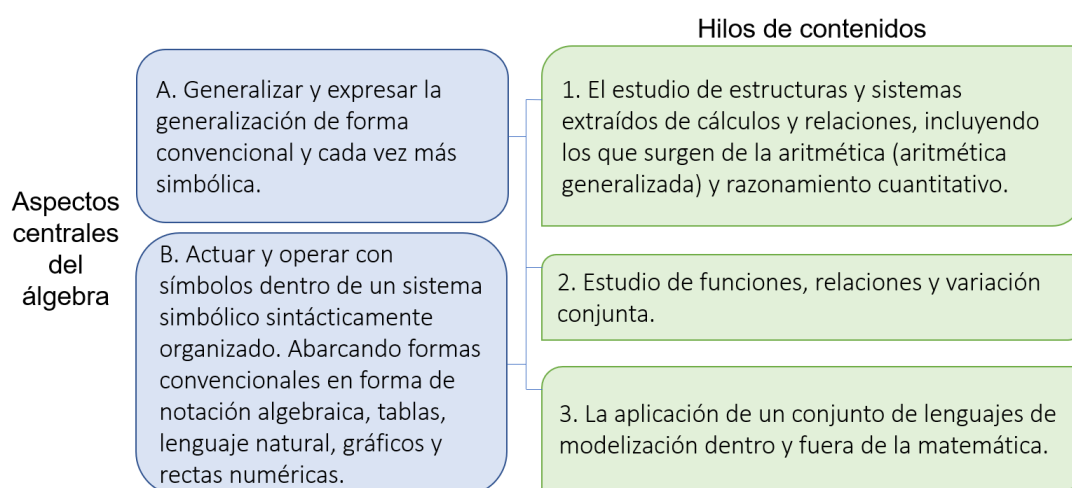 Hilos de contenidos
Aspectos
centrales
del
álgebra
A. Generalizar y expresar la
generalización de forma
convencional y cada vez más
simbólica.
B. Actuar y operar con
símbolos dentro de un sistema
simbólico sintácticamente
organizado. Abarcando formas
convencionales en forma de
notación algebraica, tablas,
lenguaje natural, gráficos y
rectas numéricas.
1. El estudio de estructuras y sistemas
extraídos de cálculos y relaciones, incluyendo
los que surgen de la aritmética (aritmética
generalizada) y razonamiento cuantitativo.
2. Estudio de funciones, relaciones y variación
conjunta.
3. La aplicación de un conjunto de lenguajes de
modelización dentro y fuera de la matemática.